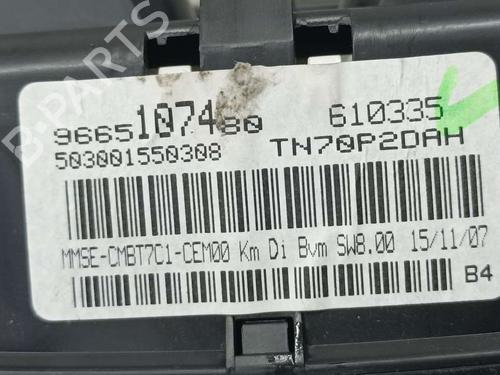 B-PARTS
9665107480 610335
503001550308 TN70P2DAH
MMSE-CMBT7C1-CEM00 Km Di Bvm SW8.00 15/11/07
B4